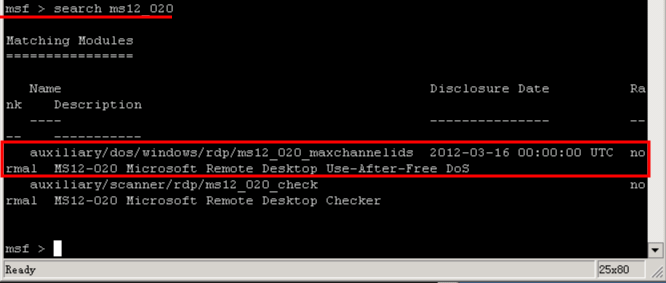 msf > search ms12_020
Matching Modules
================
Name Disclosure Date Ra
nk Description
---- --------------- --
-- -----------
auxiliary/dos/windows/rdp/ms12_020_maxchannelids 2012-03-16 00:00:00 UTC no
rmal MS12-020 Microsoft Remote Desktop Use-After-Free DoS
auxiliary/scanner/rdp/ms12_020_check no
rmal MS12-020 Microsoft Remote Desktop Checker
msf >
Ready 25x80